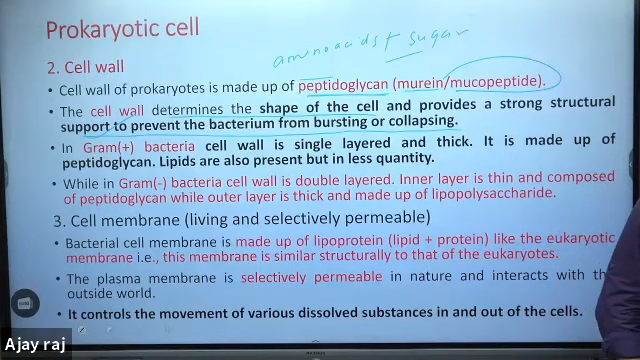 Prokaryotic cell
aminoacids + sugar
2. Cell wall
• Cell wall of prokaryotes is made up of peptidoglycan (murein/mucopeptide).
• The cell wall determines the shape of the cell and provides a strong structural
support to prevent the bacterium from bursting or collapsing.
• In Gram(+) bacteria cell wall is single layered and thick. It is made up of
peptidoglycan. Lipids are also present but in less quantity.
• While in Gram(-) bacteria cell wall is double layered. Inner layer is thin and composed
of peptidoglycan while outer layer is thick and made up of lipopolysaccharide.
3. Cell membrane (living and selectively permeable)
• Bacterial cell membrane is made up of lipoprotein (lipid + protein) like the eukaryotic
membrane i.e., this membrane is similar structurally to that of the eukaryotes.
• The plasma membrane is selectively permeable in nature and interacts with th
outside world.
• It controls the movement of various dissolved substances in and out of the cells.
Ajay raj